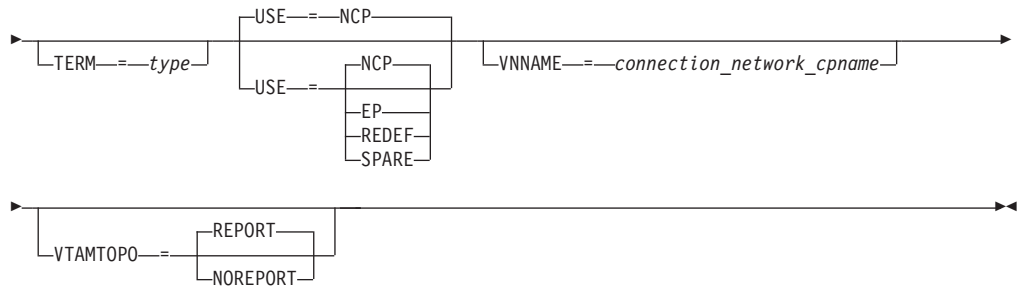 USE=NCP
TERM=type
USE=
NCP
EP
REDEF
SPARE
VNNAME=connection_network_cpname
VTAMTOPO=
REPORT
NOREPORT